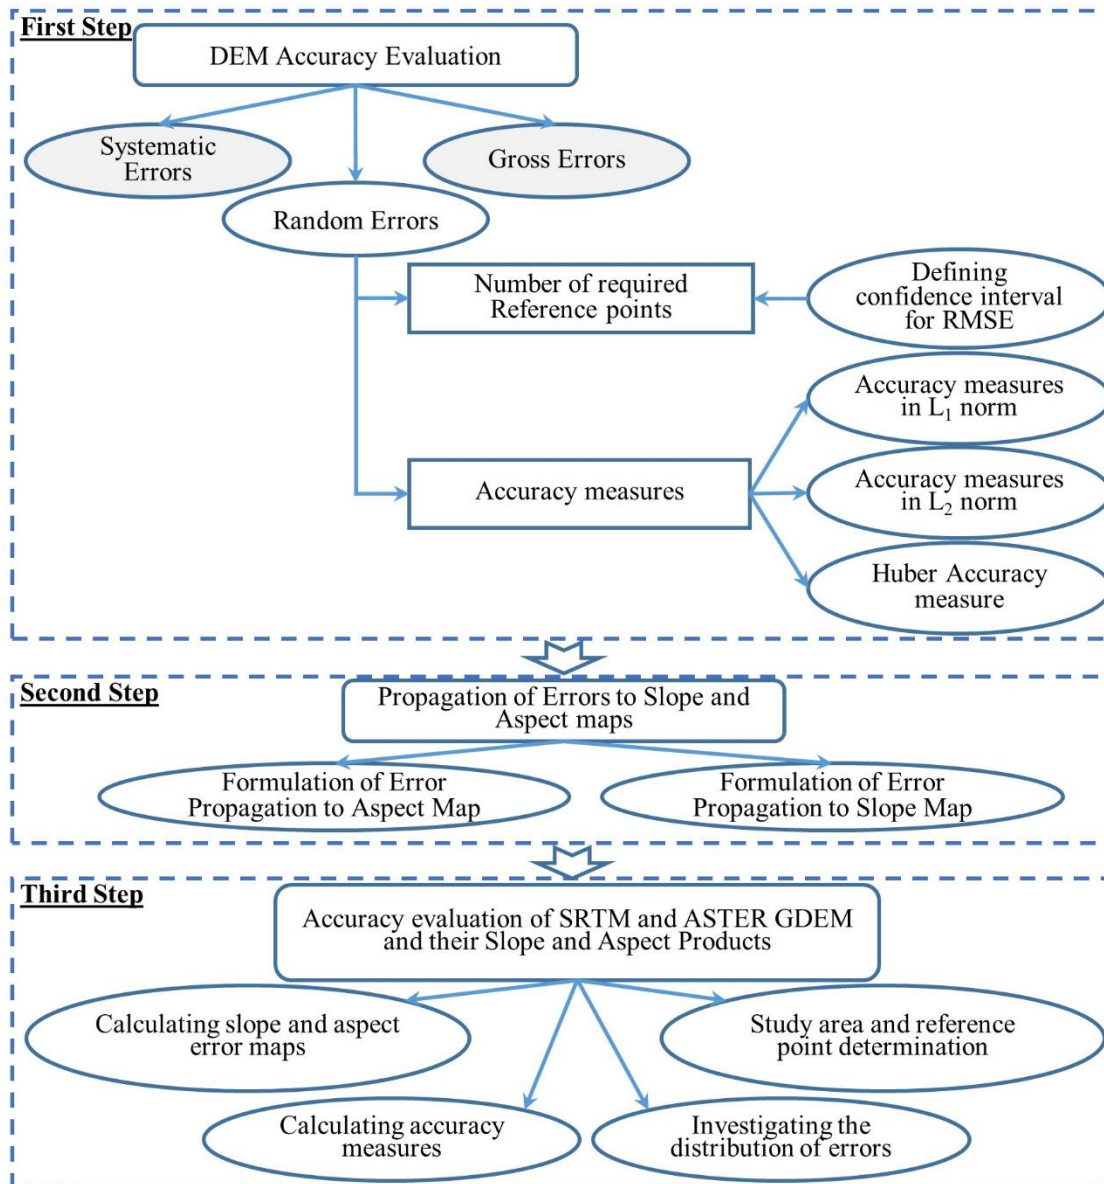 First Step
DEM Accuracy Evaluation
Systematic
Errors
Gross Errors
Random Errors
Number of required
Reference points
Defining
confidence interval
for RMSE
Accuracy measures
in L₁ norm
Accuracy measures
Accuracy measures
in L₂ norm
Huber Accuracy
measure
Second Step
Propagation of Errors to Slope and
Aspect maps
Formulation of Error
Propagation to Aspect Map
Formulation of Error
Propagation to Slope Map
Third Step
Accuracy evaluation of SRTM and ASTER GDEM
and their Slope and Aspect Products
Calculating slope and aspect
error maps
Study area and reference
point determination
Calculating accuracy
measures
Investigating the
distribution of errors